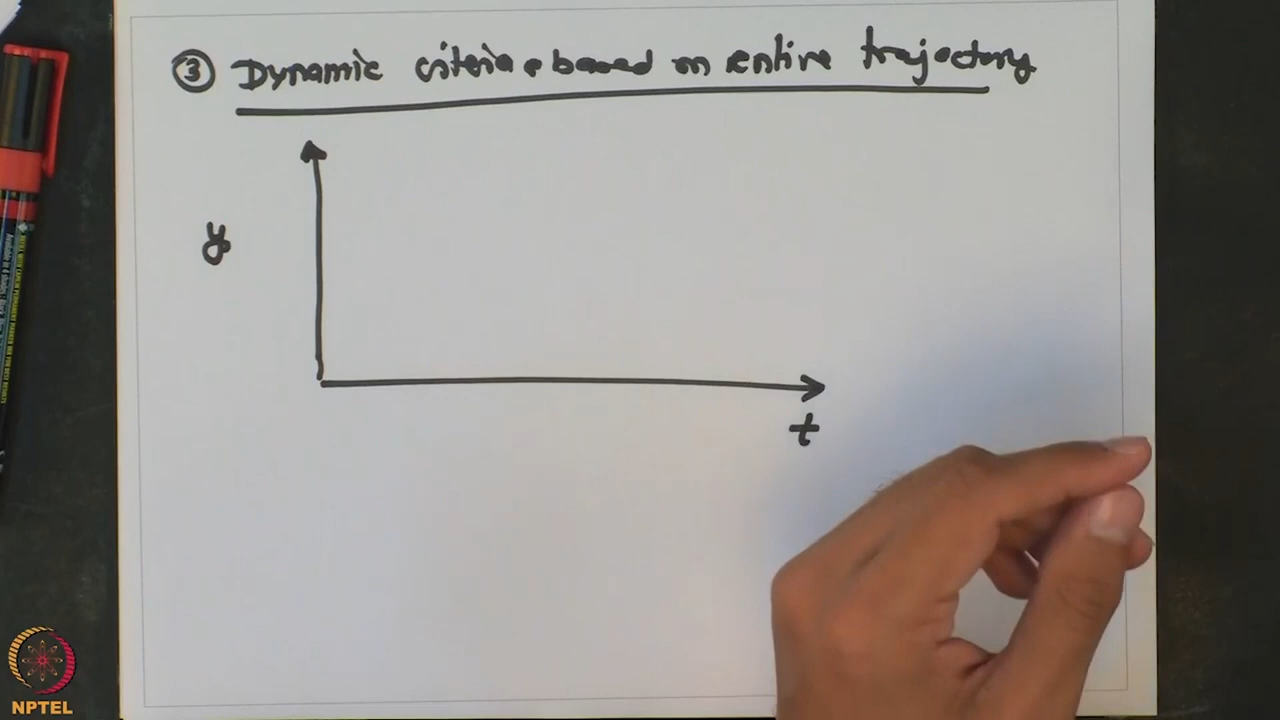 ③ Dynamic criteria based on entire trajectory
y
t
NPTEL